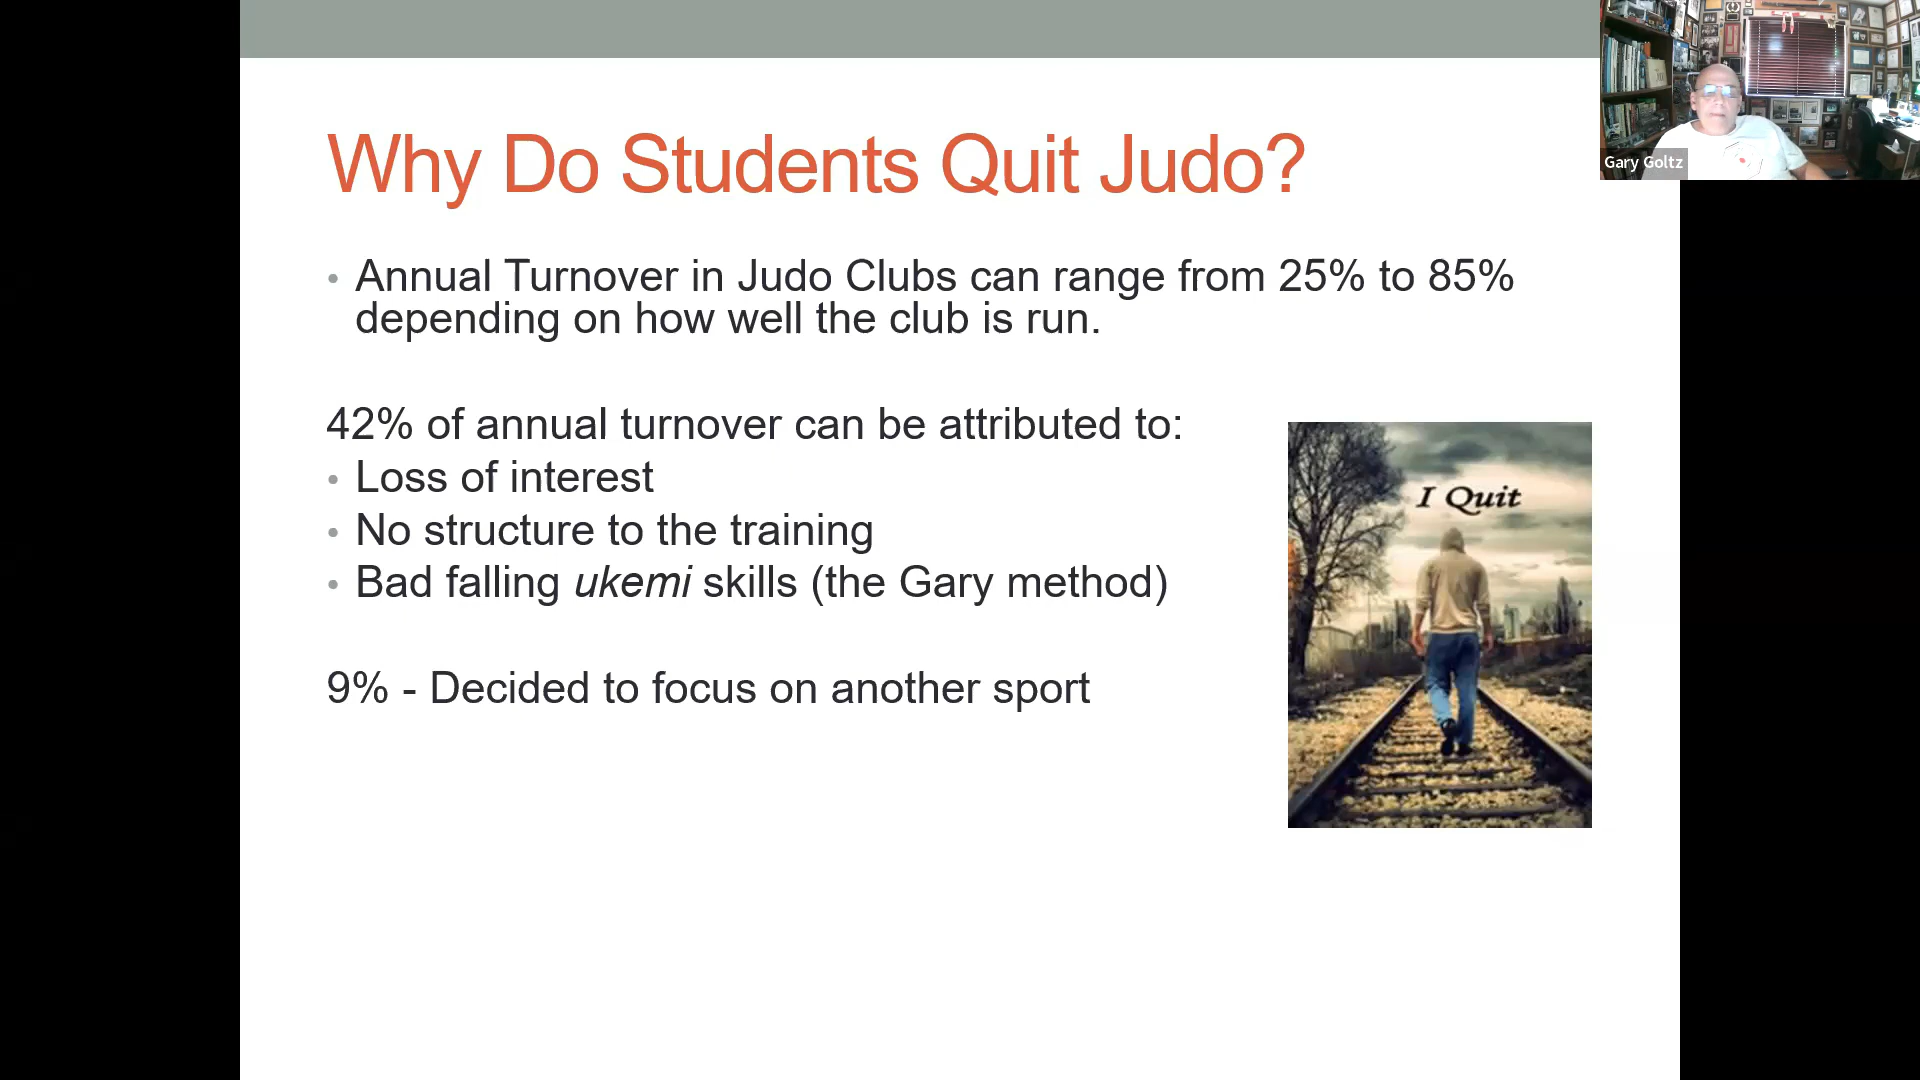 Why Do Students Quit Judo?
• Annual Turnover in Judo Clubs can range from 25% to 85%
depending on how well the club is run.
42% of annual turnover can be attributed to:
• Loss of interest
• No structure to the training
• Bad falling ukemi skills (the Gary method)
9% - Decided to focus on another sport
I Quit
Gary Goltz